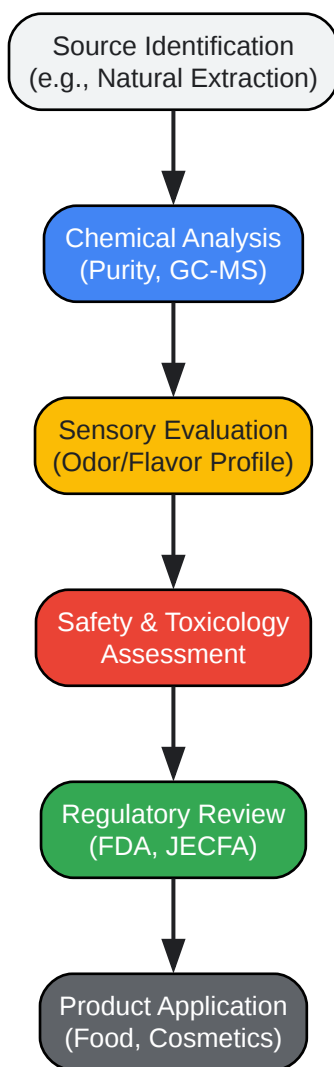 Source Identification
(e.g., Natural Extraction)
Chemical Analysis
(Purity, GC-MS)
Sensory Evaluation
(Odor/Flavor Profile)
Safety & Toxicology
Assessment
Regulatory Review
(FDA, JECFA)
Product Application
(Food, Cosmetics)